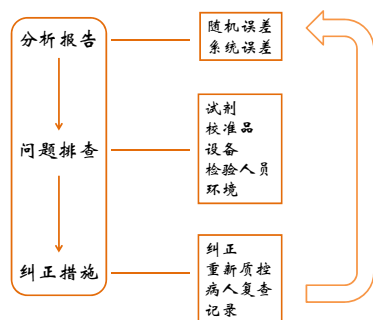 分析报告
随机误差
系统误差
问题排查
试剂
校准品
设备
检验人员
环境
纠正措施
纠正
重新质控
病人复查
记录